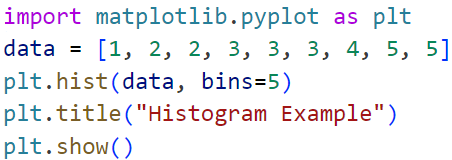 import matplotlib.pyplot as plt
data = [1, 2, 2, 3, 3, 3, 4, 5, 5]
plt.hist(data, bins=5)
plt.title("Histogram Example")
plt.show()